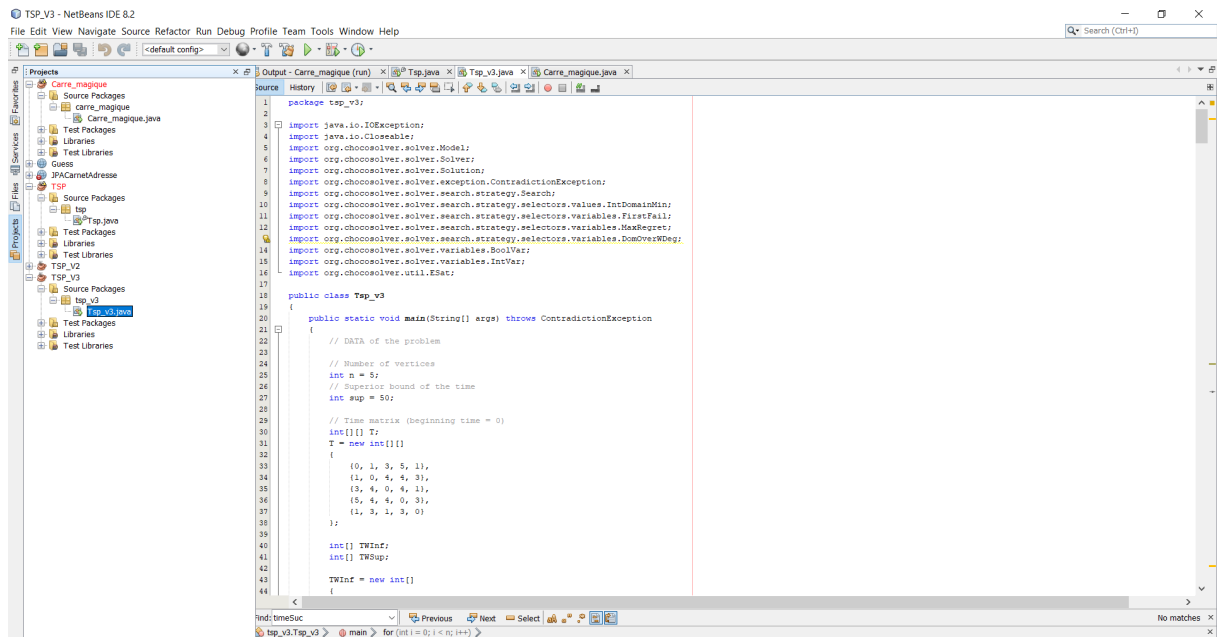 TSP_V3 - NetBeans IDE 8.2
File Edit View Navigate Source Refactor Run Debug Profile Team Tools Window Help
Search (Ctrl+I)
<default config>
Projects
Favorites
Services
Files
Projects
Carre_magique
Source Packages
carre_magique
Carre_magique.java
Test Packages
Libraries
Test Libraries
Guess
JPACarnetAdresse
TSP
Source Packages
tsp
Tsp.java
Test Packages
Libraries
Test Libraries
TSP_V2
TSP_V3
Source Packages
tsp_v3
Tsp_v3.java
Test Packages
Libraries
Test Libraries
Output - Carre_magique (run) Tsp.java Tsp_v3.java Carre_magique.java
Source History
1 package tsp_v3;
2
3 import java.io.IOException;
4 import java.io.Closeable;
5 import org.chocosolver.solver.Model;
6 import org.chocosolver.solver.Solver;
7 import org.chocosolver.solver.Solution;
8 import org.chocosolver.solver.exception.ContradictionException;
9 import org.chocosolver.solver.search.strategy.Search;
10 import org.chocosolver.solver.search.strategy.selectors.values.IntDomainMin;
11 import org.chocosolver.solver.search.strategy.selectors.variables.FirstFail;
12 import org.chocosolver.solver.search.strategy.selectors.variables.MaxRegret;
import org.chocosolver.solver.search.strategy.selectors.variables.DomOverWDeg;
14 import org.chocosolver.solver.variables.BoolVar;
15 import org.chocosolver.solver.variables.IntVar;
16 import org.chocosolver.util.ESat;
17
18 public class Tsp_v3
19 {
20 public static void main(String[] args) throws ContradictionException
21 {
22 // DATA of the problem
23
24 // Number of vertices
25 int n = 5;
26 // Superior bound of the time
27 int sup = 50;
28
29 // Time matrix (beginning time = 0)
30 int[][] T;
31 T = new int[][]
32 {
33 {0, 1, 3, 5, 1},
34 {1, 0, 4, 4, 3},
35 {3, 4, 0, 4, 1},
36 {5, 4, 4, 0, 3},
37 {1, 3, 1, 3, 0}
38 };
39
40 int[] TWInf;
41 int[] TWSup;
42
43 TWInf = new int[]
44 {
Find: timeSuc Previous Next Select No matches
tsp_v3.Tsp_v3 main for (int i = 0; i < n; i++)